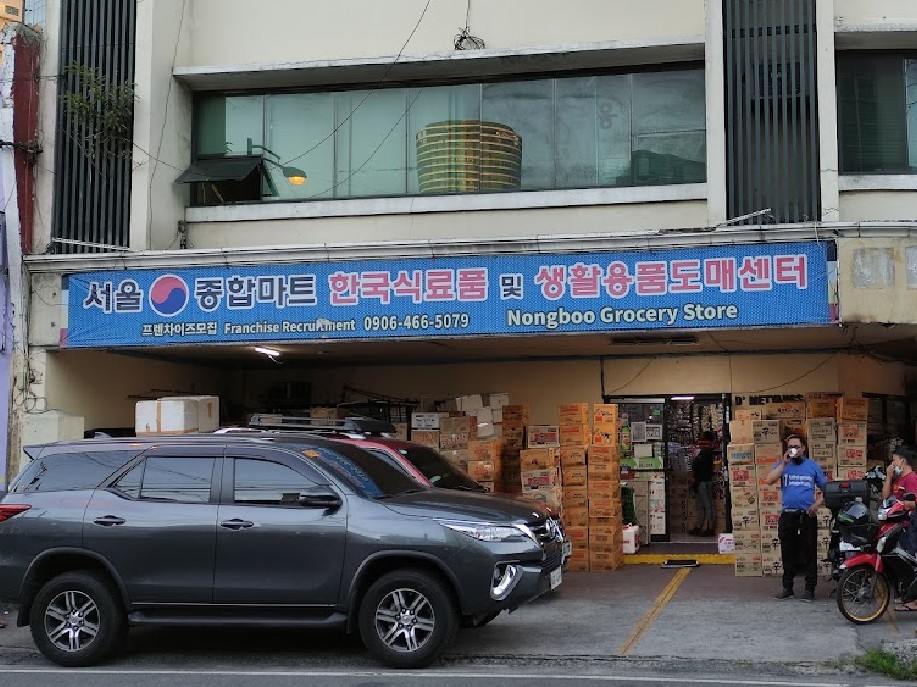 서울 종합마트 한국식료품 및 생활용품도매센터
프렌차이즈모집 Franchise Recruitment 0906-466-5079 Nongboo Grocery Store